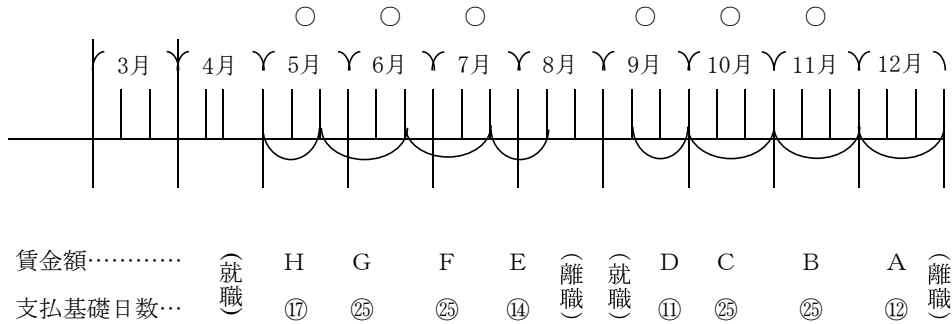 ○ ○ ○ ○ ○ ○
3月 4月 5月 6月 7月 8月 9月 10月 11月 12月
賃金額………… (就職) H G F E (離職) (就職) D C B A (離職)
支払基礎日数… ⑰ ㉕ ㉕ ⑭ ⑪ ㉕ ㉕ ⑫